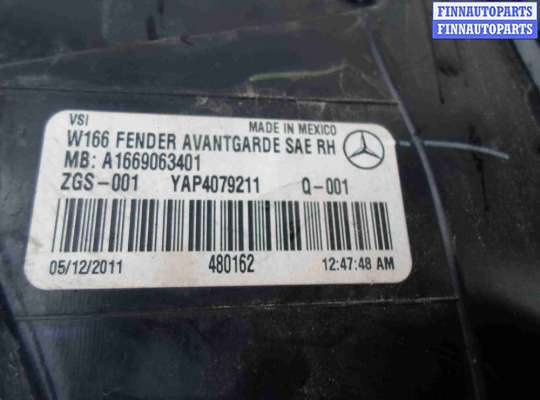 FINNAUTOPARTS
FINNAUTOPARTS
VSI
MADE IN MEXICO
W166 FENDER AVANTGARDE SAE RH
MB: A1669063401
ZGS-001 YAP4079211 Q-001
05/12/2011 480162 12:47:48 AM